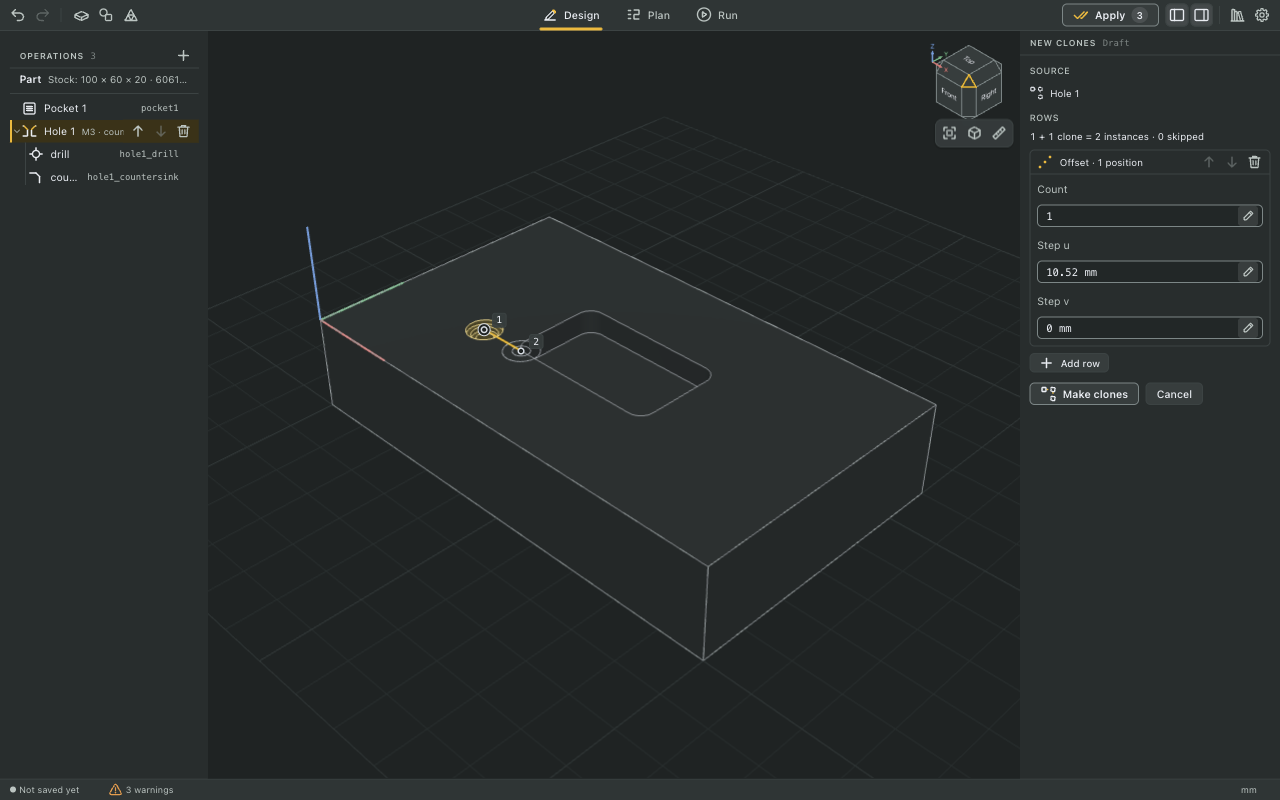 Design
Plan
Run
Apply 3
OPERATIONS 3
Part Stock: 100 × 60 × 20 · 6061...
Pocket 1 pocket1
Hole 1 M3 · coun
drill hole1_drill
cou... hole1_countersink
Z
Y
X
Top
Front
Right
1
2
NEW CLONES Draft
SOURCE
Hole 1
ROWS
1 + 1 clone = 2 instances · 0 skipped
Offset · 1 position
Count
1
Step u
10.52 mm
Step v
0 mm
Add row
Make clones Cancel
Not saved yet 3 warnings mm